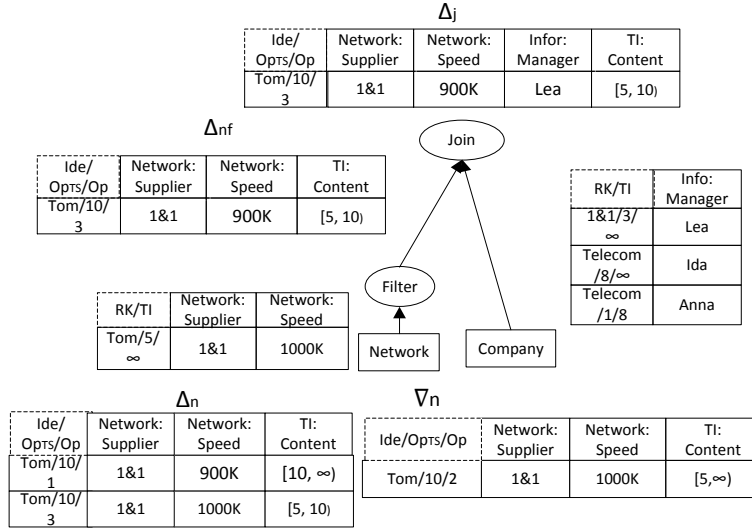 Δj
Ide/ Network: Network: Infor: TI:
OpTS/Op Supplier Speed Manager Content
Tom/10/ 1&1 900K Lea [5, 10)
3
Δnf
Ide/ Network: Network: TI:
OpTS/Op Supplier Speed Content
Tom/10/ 1&1 900K [5, 10)
3
Join
RK/TI Info:
Manager
1&1/3/ Lea
∞
Telecom Ida
/8/∞
Telecom Anna
/1/8
Filter
RK/TI Network: Network:
Supplier Speed
Tom/5/ 1&1 1000K
∞
Network
Company
Δn
Ide/ Network: Network: TI:
OpTS/Op Supplier Speed Content
Tom/10/ 1&1 900K [10, ∞)
1
Tom/10/ 1&1 1000K [5, 10)
3
∇n
Ide/OpTS/Op Network: Network: TI:
Supplier Speed Content
Tom/10/2 1&1 1000K [5,∞)